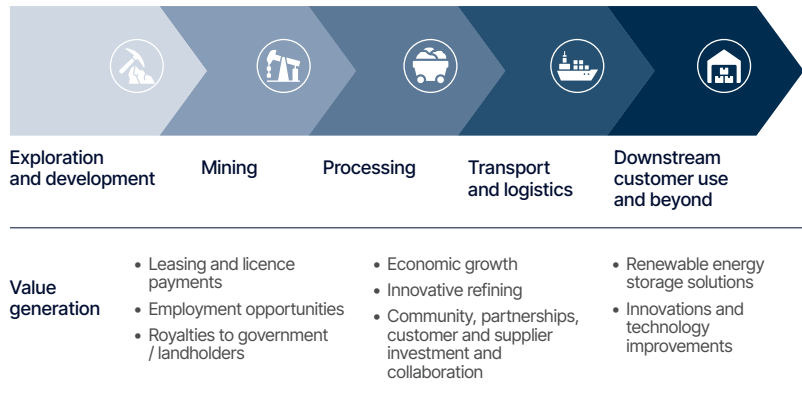 Exploration
and development
Mining
Processing
Transport
and logistics
Downstream
customer use
and beyond
Value
generation
• Leasing and licence
payments
• Employment opportunities
• Royalties to government
/ landholders
• Economic growth
• Innovative refining
• Community, partnerships,
customer and supplier
investment and
collaboration
• Renewable energy
storage solutions
• Innovations and
technology
improvements